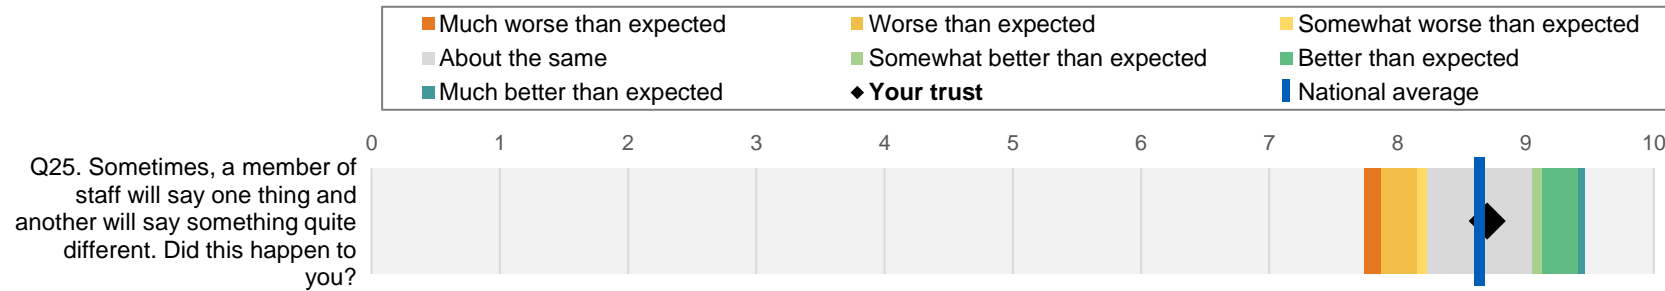 Much worse than expected Worse than expected Somewhat worse than expected
About the same Somewhat better than expected Better than expected
Much better than expected Your trust National average
0 1 2 3 4 5 6 7 8 9 10
Q25. Sometimes, a member of
staff will say one thing and
another will say something quite
different. Did this happen to
you?